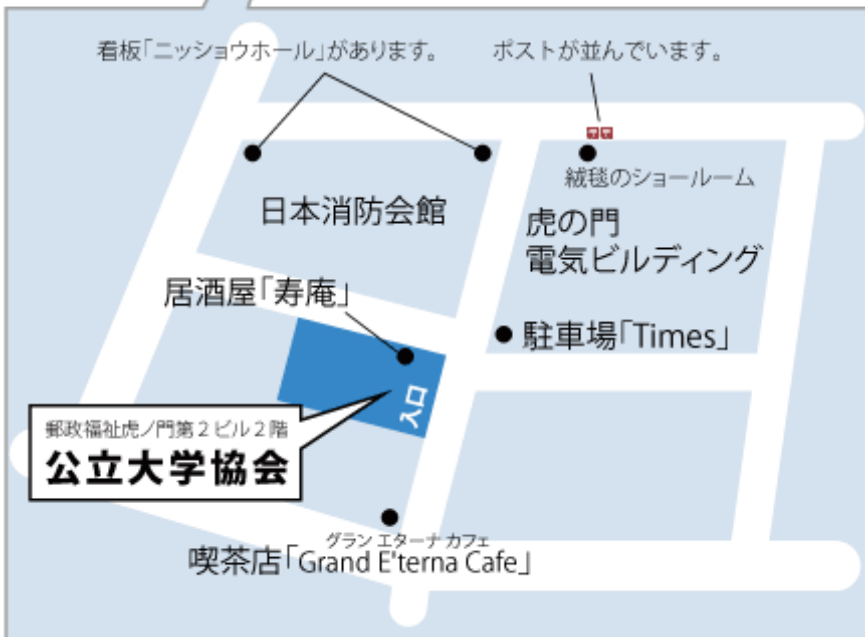 看板「ニッショウホール」があります。
ポストが並んでいます。
絨毯のショールーム
日本消防会館
虎の門
電気ビルディング
居酒屋「寿庵」
駐車場「Times」
入口
郵政福祉虎ノ門第2ビル2階
公立大学協会
グラン エターナ カフェ
喫茶店「Grand E'terna Cafe」